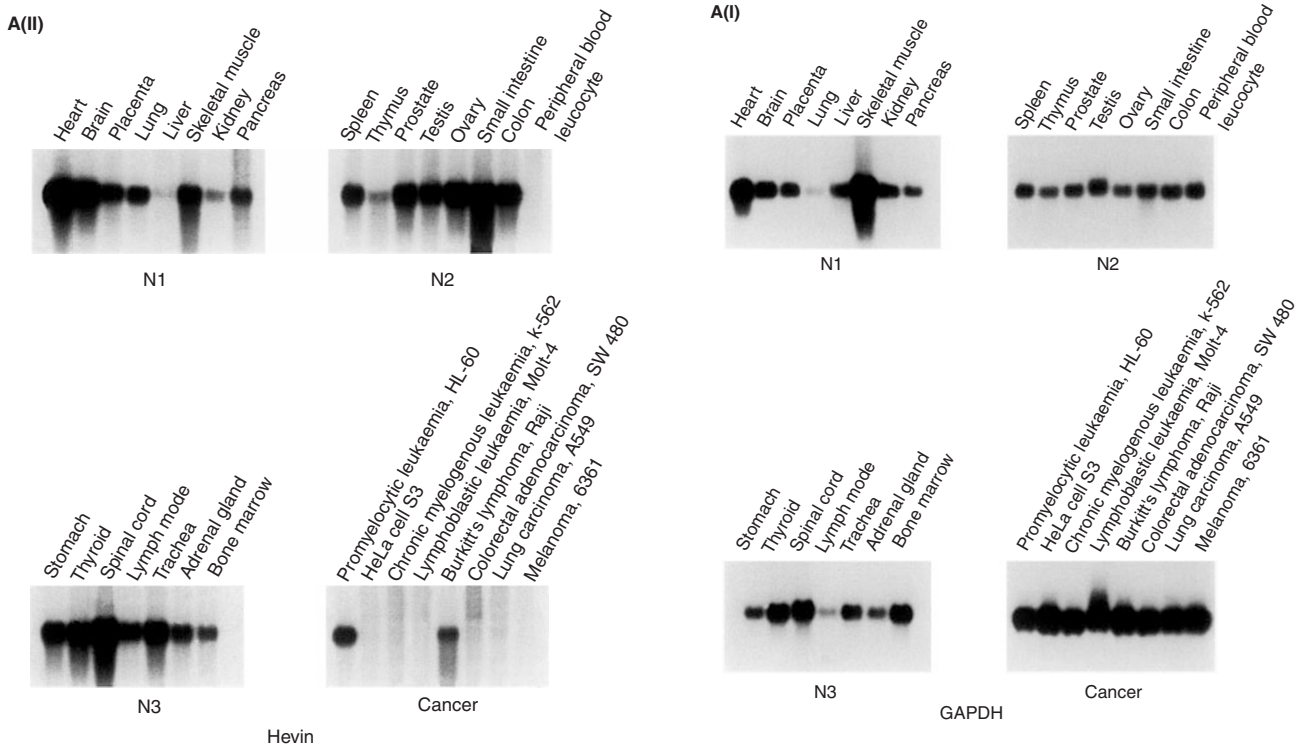 A(II)
Heart
Brain
Placenta
Lung
Liver
Skeletal muscle
Kidney
Pancreas
N1
Spleen
Thymus
Prostate
Testis
Ovary
Small intestine
Colon
Peripheral blood
leucocyte
N2
Stomach
Thyroid
Spinal cord
Lymph mode
Trachea
Adrenal gland
Bone marrow
N3
Promyelocytic leukaemia, HL-60
HeLa cell S3
Chronic myelogenous leukaemia, k-562
Lymphoblastic leukaemia, Molt-4
Burkitt's lymphoma, Raji
Colorectal adenocarcinoma, SW 480
Lung carcinoma, A549
Melanoma, 6361
Cancer
Hevin
A(I)
Heart
Brain
Placenta
Lung
Liver
Skeletal muscle
Kidney
Pancreas
N1
Spleen
Thymus
Prostate
Testis
Ovary
Small intestine
Colon
Peripheral blood
leucocyte
N2
Stomach
Thyroid
Spinal cord
Lymph mode
Trachea
Adrenal gland
Bone marrow
N3
Promyelocytic leukaemia, HL-60
HeLa cell S3
Chronic myelogenous leukaemia, k-562
Lymphoblastic leukaemia, Molt-4
Burkitt's lymphoma, Raji
Colorectal adenocarcinoma, SW 480
Lung carcinoma, A549
Melanoma, 6361
Cancer
GAPDH